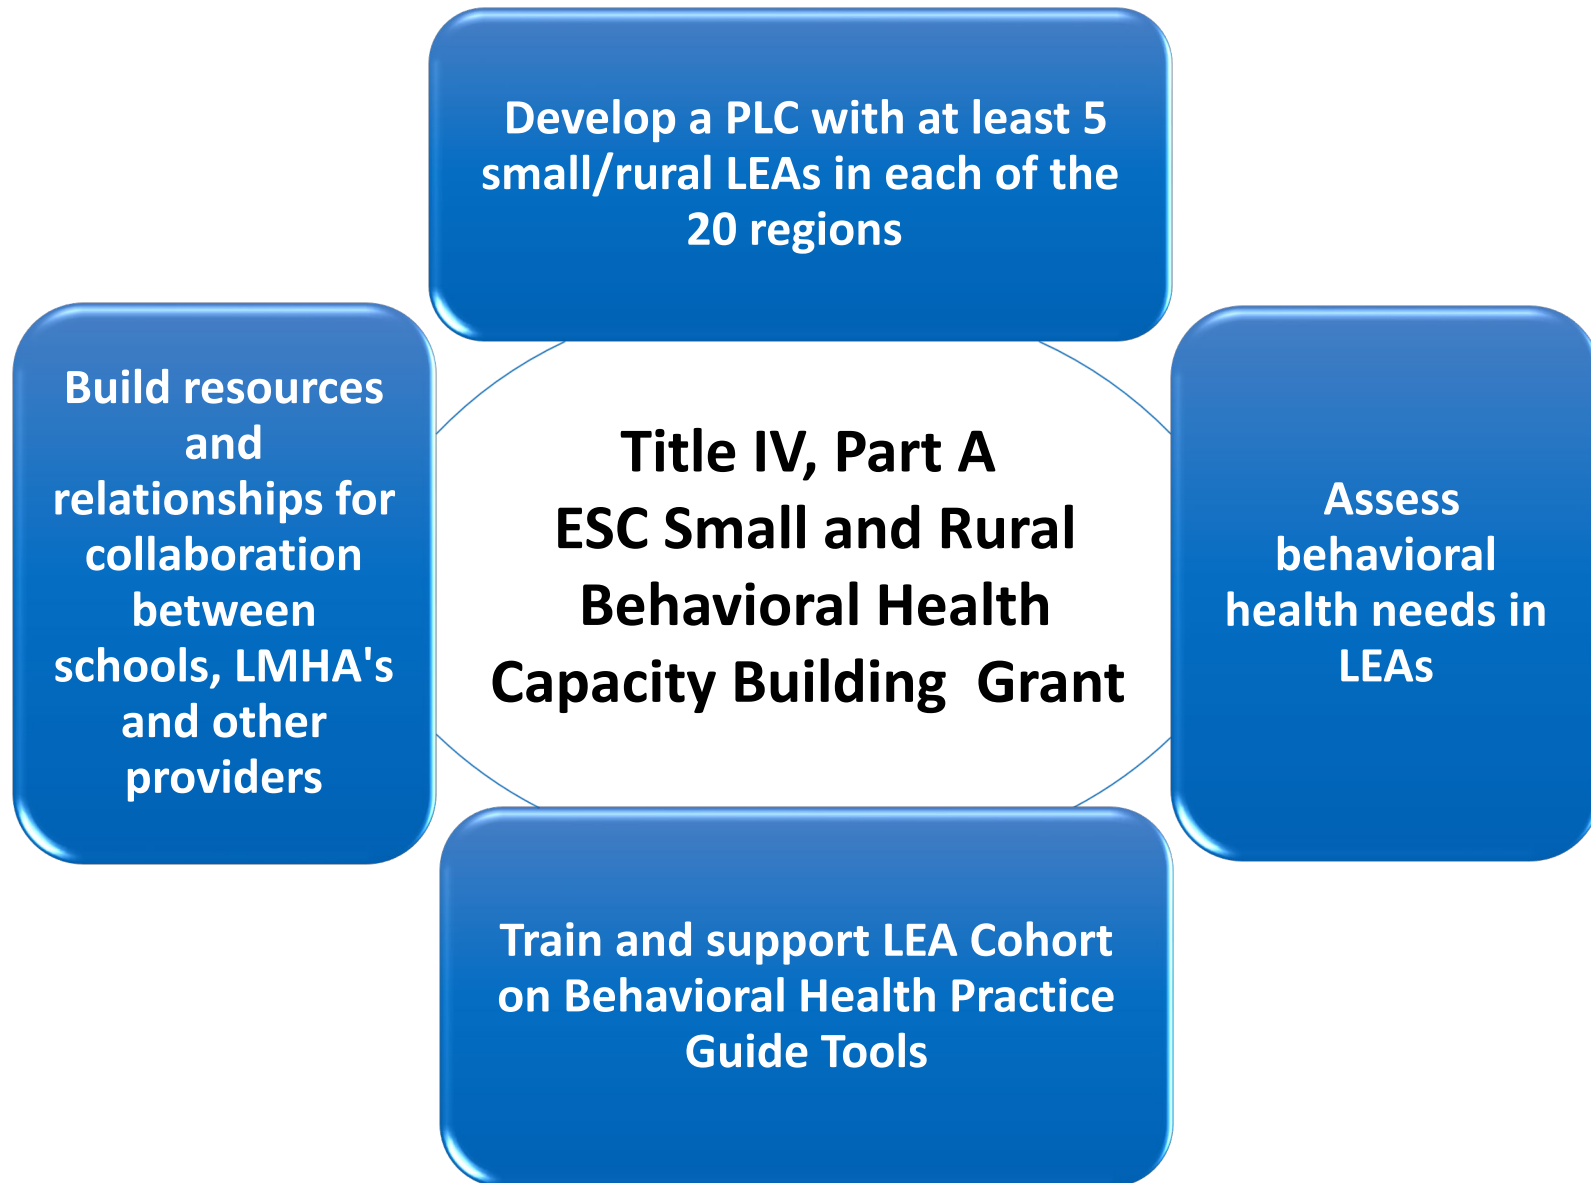 Develop a PLC with at least 5
small/rural LEAs in each of the
20 regions
Build resources
and
relationships for
collaboration
between
schools, LMHA's
and other
providers
Title IV, Part A
ESC Small and Rural
Behavioral Health
Capacity Building  Grant
Assess
behavioral
health needs in
LEAs
Train and support LEA Cohort
on Behavioral Health Practice
Guide Tools